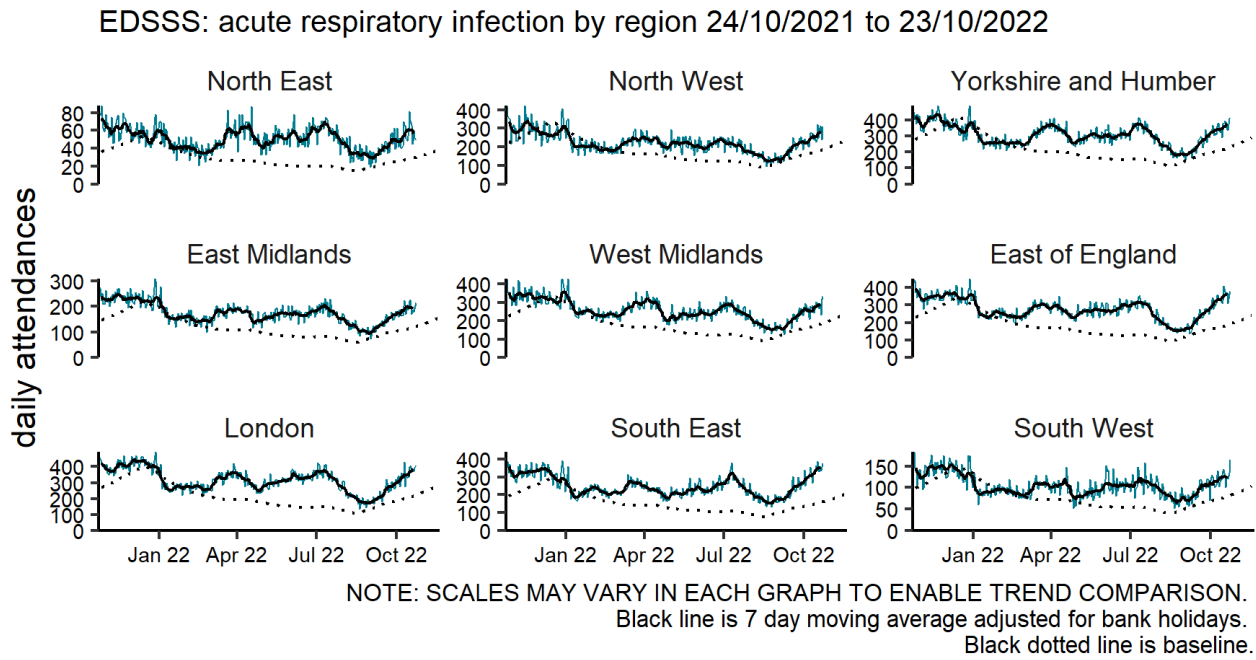 EDSSS: acute respiratory infection by region 24/10/2021 to 23/10/2022
daily attendances
North East
80
60
40
20
0
North West
400
300
200
100
0
Yorkshire and Humber
400
300
200
100
0
East Midlands
300
200
100
0
West Midlands
400
300
200
100
0
East of England
400
300
200
100
0
London
400
300
200
100
0
South East
400
300
200
100
0
South West
150
100
50
0
Jan 22 Apr 22 Jul 22 Oct 22
Jan 22 Apr 22 Jul 22 Oct 22
Jan 22 Apr 22 Jul 22 Oct 22
NOTE: SCALES MAY VARY IN EACH GRAPH TO ENABLE TREND COMPARISON.
Black line is 7 day moving average adjusted for bank holidays.
Black dotted line is baseline.